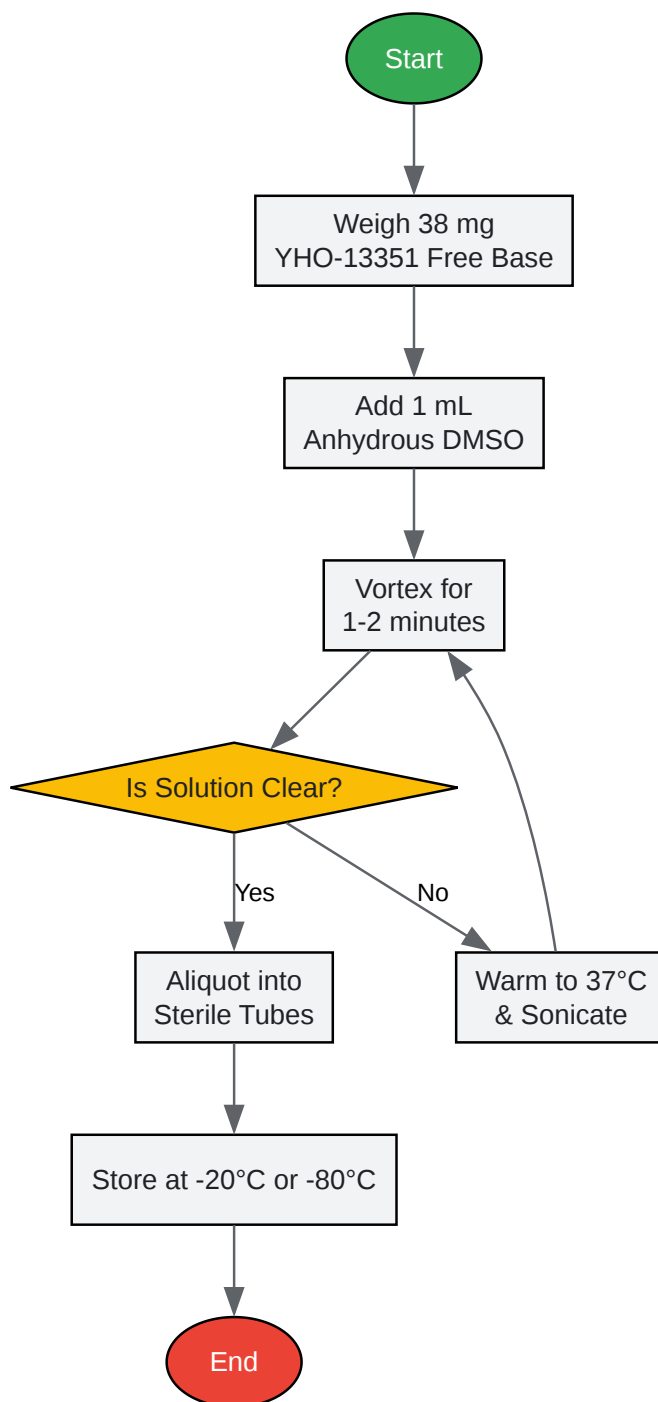 Start
Weigh 38 mg
YHO-13351 Free Base
Add 1 mL
Anhydrous DMSO
Vortex for
1-2 minutes
Is Solution Clear?
Yes
No
Aliquot into
Sterile Tubes
Warm to 37°C
& Sonicate
Store at -20°C or -80°C
End